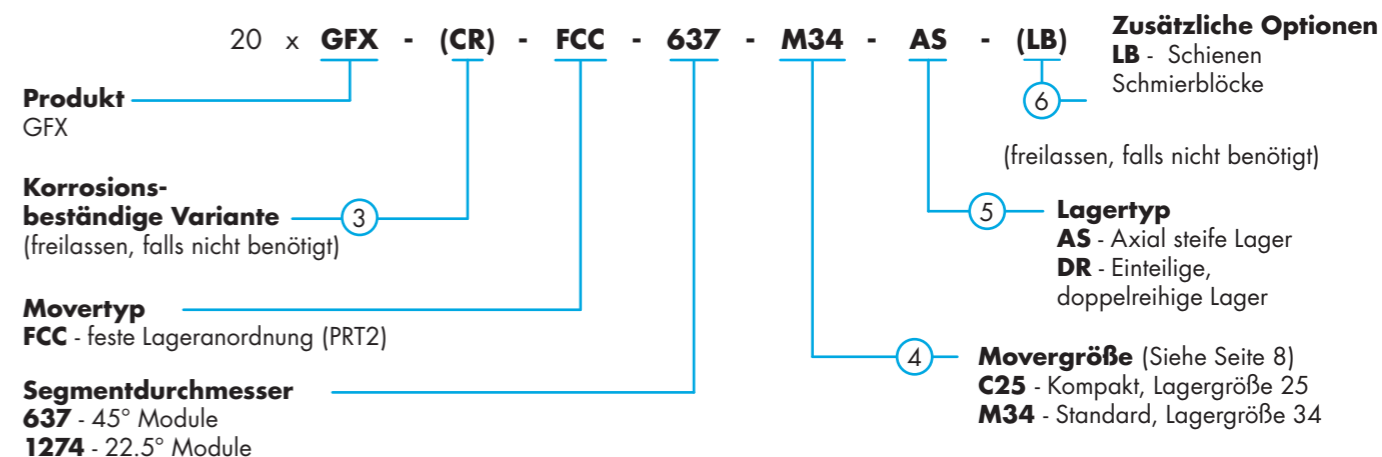 20 x GFX - (CR) - FCC - 637 - M34 - AS - (LB)
Zusätzliche Optionen
LB - Schienen
Schmierblöcke
6
(freilassen, falls nicht benötigt)
Produkt
GFX
Korrosions-
beständige Variante
3
(freilassen, falls nicht benötigt)
5
Lagertyp
AS - Axial steife Lager
DR - Einteilige,
doppelreihige Lager
Movertyp
FCC - feste Lageranordnung (PRT2)
4
Movergröße (Siehe Seite 8)
C25 - Kompakt, Lagergröße 25
M34 - Standard, Lagergröße 34
Segmentdurchmesser
637 - 45° Module
1274 - 22.5° Module